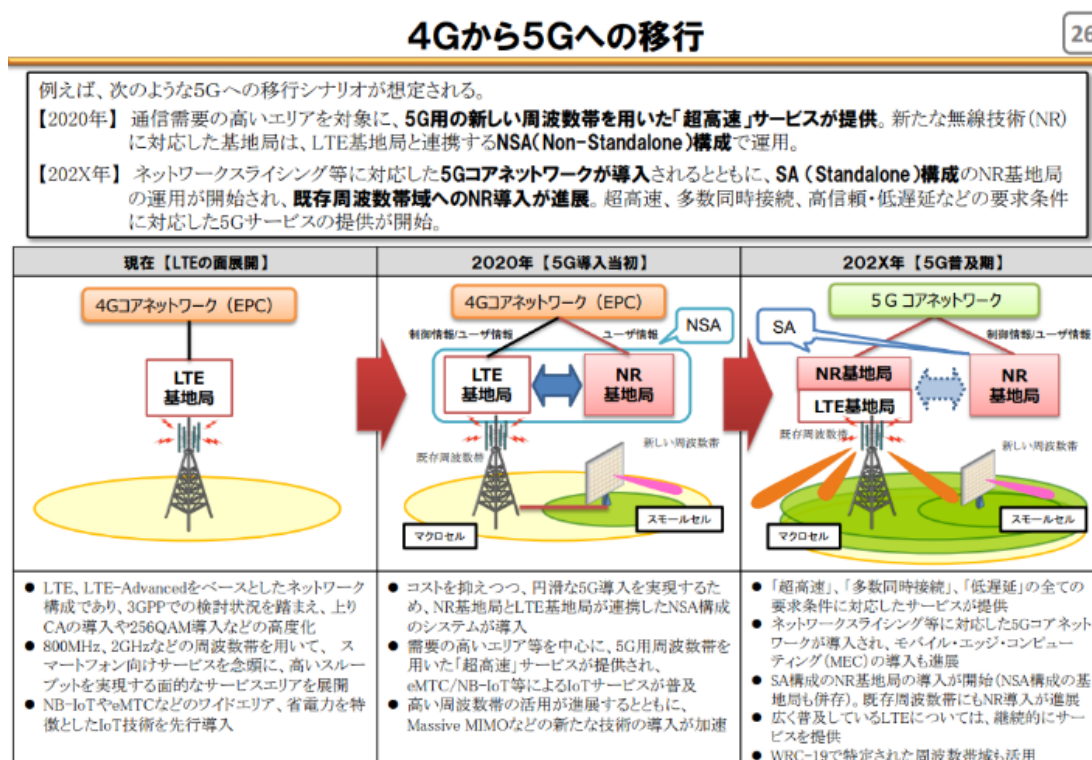 4Gから5Gへの移行
26
例えば、次のような5Gへの移行シナリオが想定される。
【2020年】 通信需要の高いエリアを対象に、5G用の新しい周波数帯を用いた「超高速」サービスが提供。新たな無線技術(NR)
に対応した基地局は、LTE基地局と連携するNSA(Non-Standalone)構成で運用。
【202X年】 ネットワークスライシング等に対応した5Gコアネットワークが導入されるとともに、SA (Standalone)構成のNR基地局
の運用が開始され、既存周波数帯域へのNR導入が進展。超高速、多数同時接続、高信頼・低遅延などの要求条件
に対応した5Gサービスの提供が開始。
現在【LTEの面展開】
4Gコアネットワーク(EPC)
LTE
基地局
● LTE、LTE-Advancedをベースとしたネットワーク
構成であり、3GPPでの検討状況を踏まえ、上り
CAの導入や256QAM導入などの高度化
● 800MHz、2GHzなどの周波数帯を用いて、 ス
マートフォン向けサービスを念頭に、高いスルー
プットを実現する面的なサービスエリアを展開
● NB-IoTやeMTCなどのワイドエリア、省電力を特
徴としたIoT技術を先行導入
2020年【5G導入当初】
4Gコアネットワーク(EPC)
制御情報/ユーザ情報
ユーザ情報
NSA
LTE
基地局
NR
基地局
既存周波数帯
新しい周波数帯
マクロセル
スモールセル
● コストを抑えつつ、円滑な5G導入を実現するた
め、NR基地局とLTE基地局が連携したNSA構成
のシステムが導入
● 需要の高いエリア等を中心に、5G用周波数帯を
用いた「超高速」サービスが提供され、
eMTC/NB-IoT等によるIoTサービスが普及
● 高い周波数帯の活用が進展するとともに、
Massive MIMOなどの新たな技術の導入が加速
202X年【5G普及期】
5Gコアネットワーク
SA
制御情報/ユーザ情報
NR基地局
LTE基地局
NR
基地局
既存周波数帯
新しい周波数帯
マクロセル
スモールセル
● 「超高速」、「多数同時接続」、「低遅延」の全ての
要求条件に対応したサービスが提供
● ネットワークスライシング等に対応した5Gコアネット
ワークが導入され、モバイル・エッジ・コンピュー
ティング(MEC)の導入も進展
● SA構成のNR基地局の導入が開始(NSA構成の基
地局も併存)。既存周波数帯にもNR導入が進展
● 広く普及しているLTEについては、継続的にサー
ビスを提供
● WRC-19で特定された周波数帯域も活用